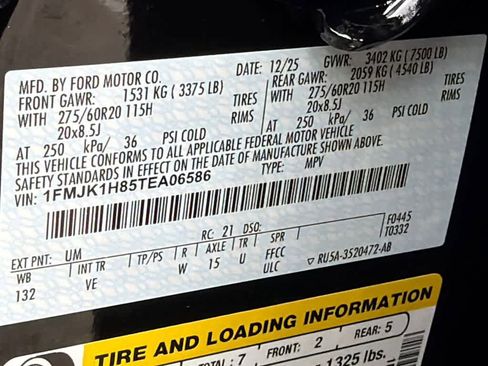 MFD. BY FORD MOTOR CO.
DATE: 12/25 GVWR: 3402 KG ( 7500 LB)
FRONT GAWR: 1531 KG ( 3375 LB) REAR GAWR: 2059 KG ( 4540 LB)
WITH 275/60R20 115H TIRES WITH 275/60R20 115H TIRES
20x8.5J RIMS 20x8.5J RIMS
AT 250 kPa/ 36 PSI COLD AT 250 kPa/ 36 PSI COLD
THIS VEHICLE CONFORMS TO ALL APPLICABLE FEDERAL MOTOR VEHICLE
SAFETY STANDARDS IN EFFECT ON THE DATE OF MANUFACTURE SHOWN ABOVE.
VIN: 1FMJK1H85TEA06586 TYPE: MPV
F0445
T0332
EXT PNT: UM RC: 21 DSO:
WB INT TR TP/PS R AXLE TR SPR
132 VE W 15 U FFCC
ULC
RU5A-3520472-AB
TIRE AND LOADING INFORMATION
TOTAL: 7 FRONT: 2 REAR: 5
1325 lbs.